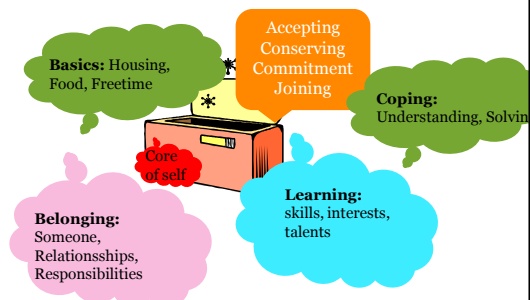 Accepting
Conserving
Commitment
Joining
Basics: Housing,
Food, Freetime
Coping:
Understanding, Solvin
Core
of self
Learning:
skills, interests,
talents
Belonging:
Someone,
Relationsships,
Responsibilities